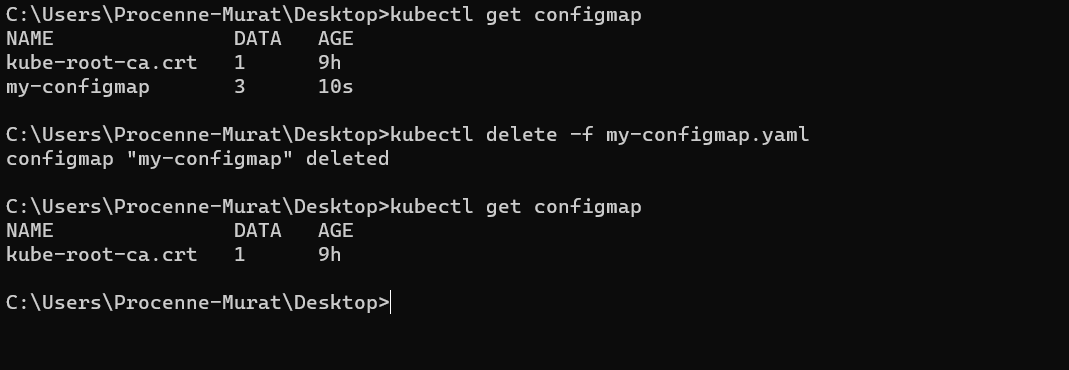 C:\Users\Procenne-Murat\Desktop>kubectl get configmap
NAME               DATA   AGE
kube-root-ca.crt   1      9h
my-configmap       3      10s
C:\Users\Procenne-Murat\Desktop>kubectl delete -f my-configmap.yaml
configmap "my-configmap" deleted
C:\Users\Procenne-Murat\Desktop>kubectl get configmap
NAME               DATA   AGE
kube-root-ca.crt   1      9h
C:\Users\Procenne-Murat\Desktop>